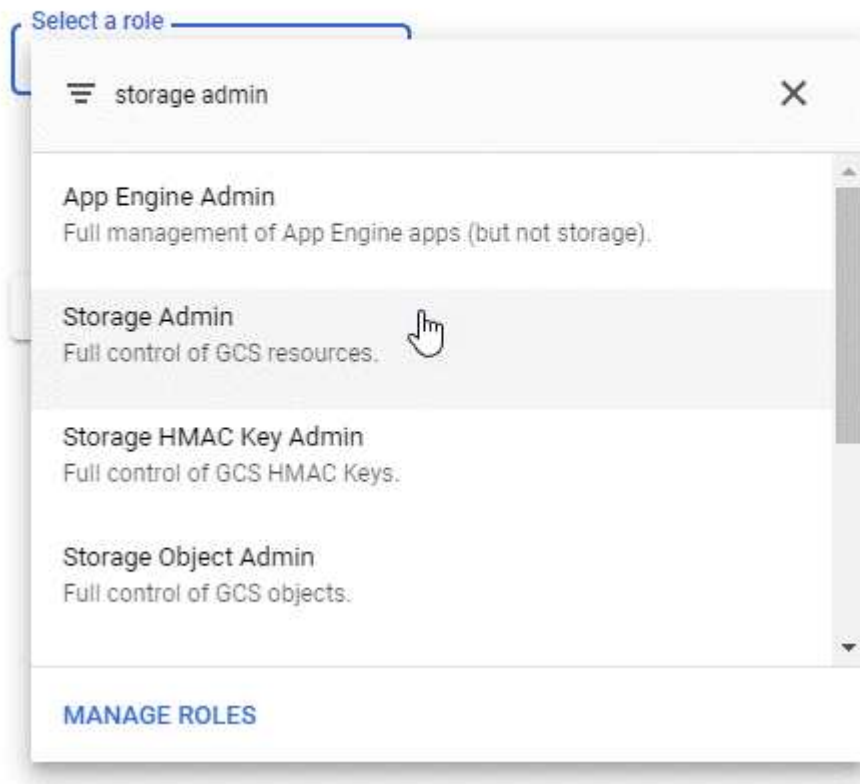 Select a role
storage admin
App Engine Admin
Full management of App Engine apps (but not storage).
Storage Admin
Full control of GCS resources.
Storage HMAC Key Admin
Full control of GCS HMAC Keys.
Storage Object Admin
Full control of GCS objects.
MANAGE ROLES